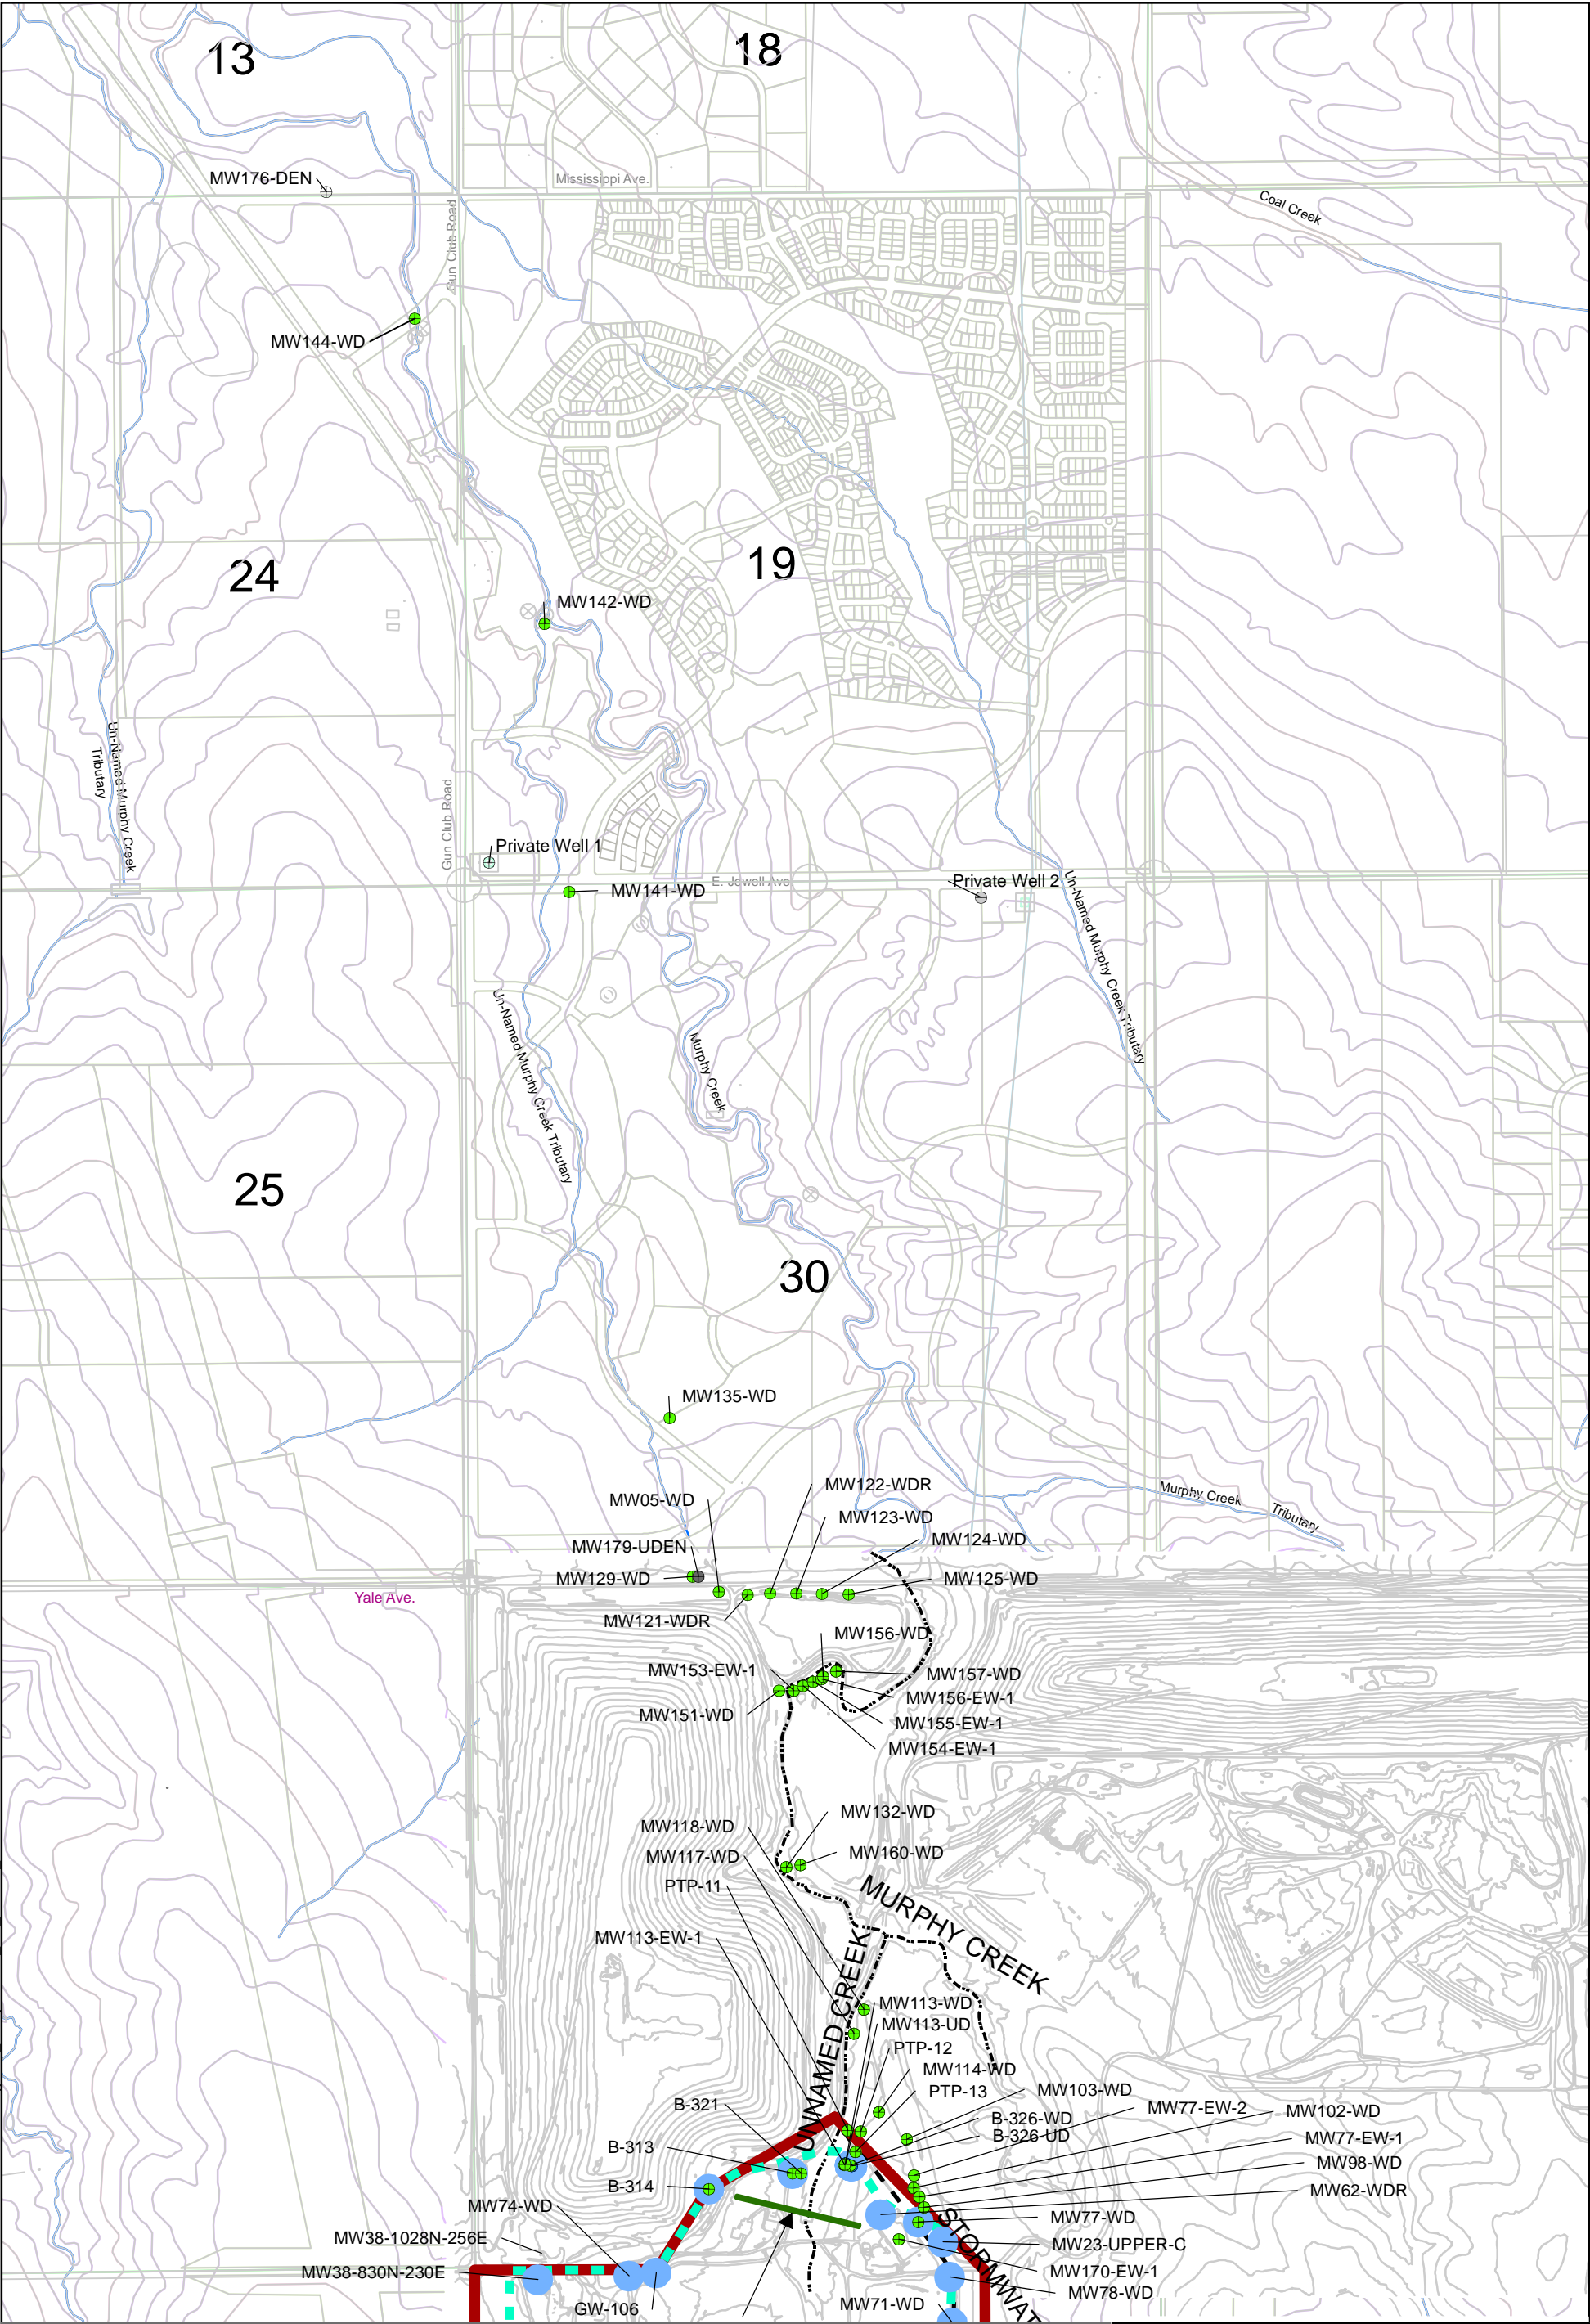 13
18
MW176-DEN
Mississippi Ave.
Coal Creek
Gun Club Road
MW144-WD
24
19
MW142-WD
Un-Named Murphy Creek
Tributary
Gun Club Road
Private Well 1
MW141-WD
E. Jewell Ave
Private Well 2
Un-Named Murphy Creek Tributary
Un-Named Murphy Creek Tributary
Murphy Creek
25
30
MW135-WD
MW122-WDR
MW05-WD
MW123-WD
Murphy Creek
Tributary
MW124-WD
MW179-UDEN
MW129-WD
MW125-WD
Yale Ave.
MW121-WDR
MW156-WD
MW153-EW-1
MW157-WD
MW156-EW-1
MW151-WD
MW155-EW-1
MW154-EW-1
MW132-WD
MW118-WD
MW160-WD
MW117-WD
PTP-11
MURPHY CREEK
MW113-EW-1
UNNAMED CREEK
MW113-WD
MW113-UD
PTP-12
MW114-WD
PTP-13
MW103-WD
B-321
MW77-EW-2
MW102-WD
B-326-WD
B-326-UD
MW77-EW-1
B-313
MW98-WD
B-314
MW62-WDR
MW74-WD
MW77-WD
STORMWAT
MW38-1028N-256E
MW23-UPPER-C
MW38-830N-230E
MW170-EW-1
MW78-WD
GW-106
MW71-WD